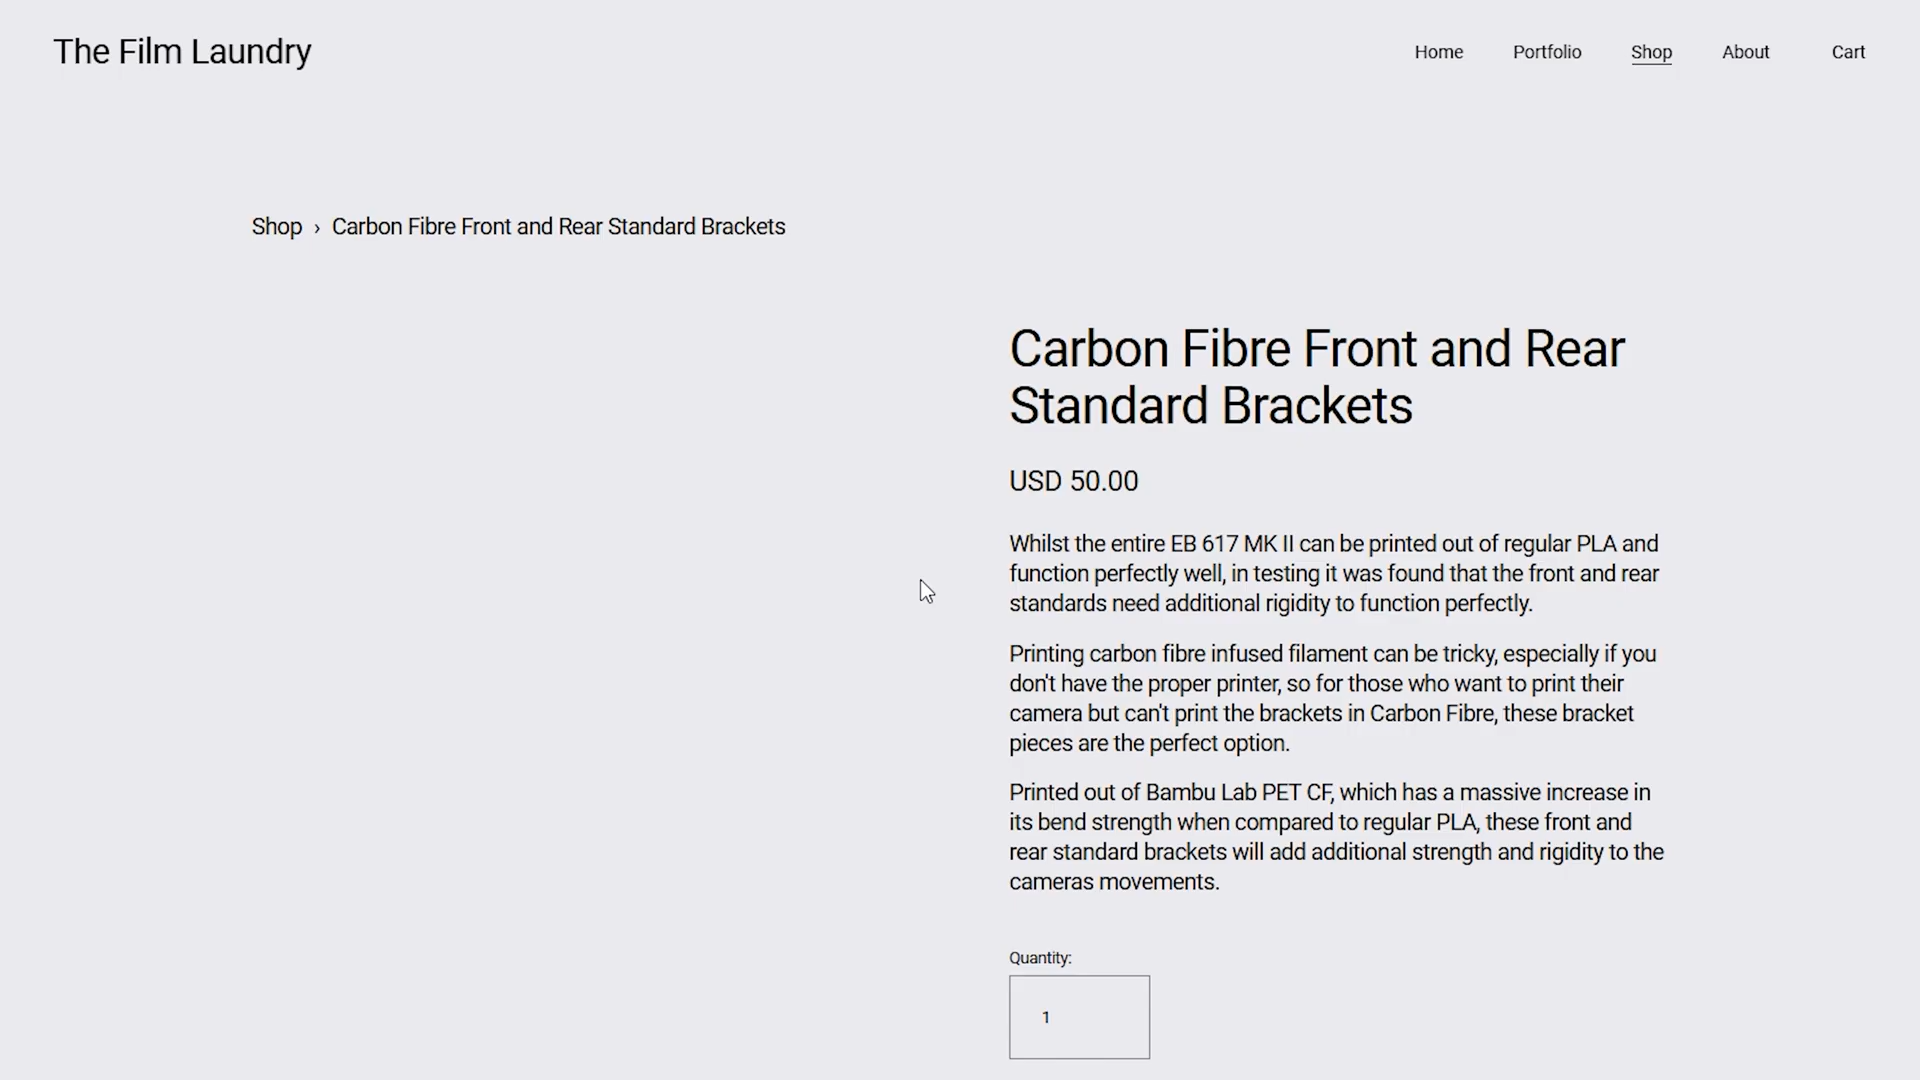 The Film Laundry
Home Portfolio Shop About Cart
Shop › Carbon Fibre Front and Rear Standard Brackets
Carbon Fibre Front and Rear
Standard Brackets
USD 50.00
Whilst the entire EB 617 MK II can be printed out of regular PLA and
function perfectly well, in testing it was found that the front and rear
standards need additional rigidity to function perfectly.
Printing carbon fibre infused filament can be tricky, especially if you
don't have the proper printer, so for those who want to print their
camera but can't print the brackets in Carbon Fibre, these bracket
pieces are the perfect option.
Printed out of Bambu Lab PET CF, which has a massive increase in
its bend strength when compared to regular PLA, these front and
rear standard brackets will add additional strength and rigidity to the
cameras movements.
Quantity:
1